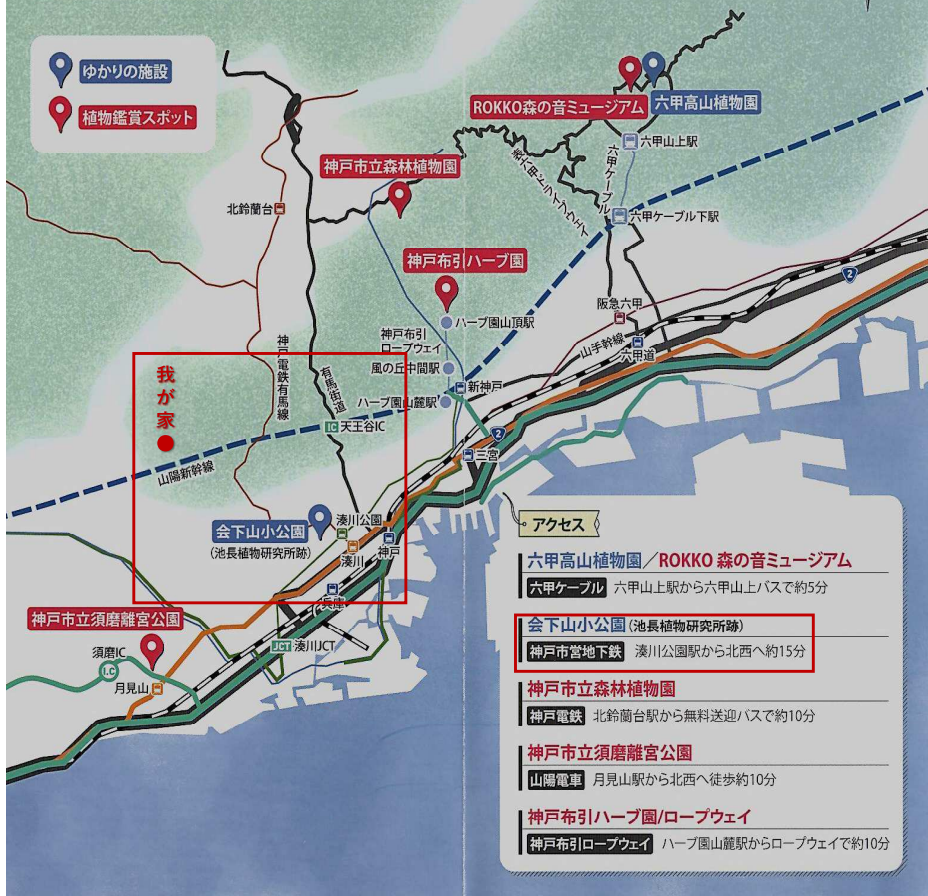 ゆかりの施設
植物鑑賞スポット
ROKKO森の音ミュージアム
六甲高山植物園
六甲山上駅
六甲ケーブル
表六甲ドライブウェイ
六甲ケーブル下駅
神戸市立森林植物園
北鈴蘭台
神戸布引ハーブ園
ハーブ園山頂駅
神戸布引
ロープウェイ
風の丘中間駅
ハーブ園山麓駅
新神戸
阪急六甲
山手幹線
六甲道
2
神戸電鉄有馬線
有馬街道
我が家
IC 天王谷IC
山陽新幹線
2
三宮
会下山小公園
(池長植物研究所跡)
湊川公園
湊川
神戸
兵庫
神戸市立須磨離宮公園
JCT 湊川JCT
須磨IC
I.C
月見山
アクセス
六甲高山植物園/ROKKO 森の音ミュージアム
六甲ケーブル 六甲山上駅から六甲山上バスで約5分
会下山小公園(池長植物研究所跡)
神戸市営地下鉄 湊川公園駅から北西へ約15分
神戸市立森林植物園
神戸電鉄 北鈴蘭台駅から無料送迎バスで約10分
神戸市立須磨離宮公園
山陽電車 月見山駅から北西へ徒歩約10分
神戸布引ハーブ園/ロープウェイ
神戸布引ロープウェイ ハーブ園山麓駅からロープウェイで約10分